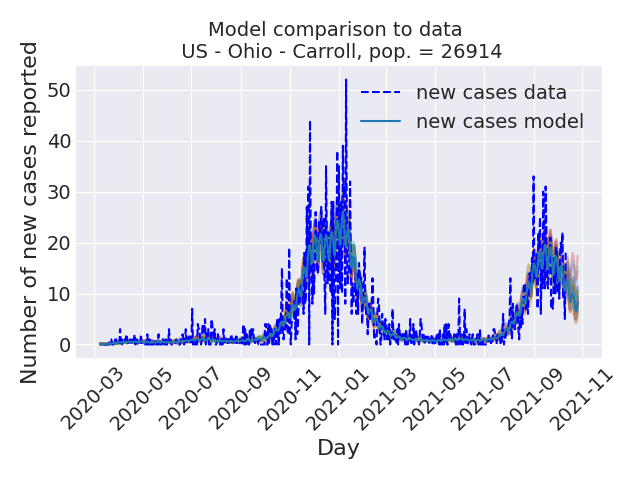 Model comparison to data
US - Ohio - Carroll, pop. = 26914
Number of new cases reported
50
40
30
20
10
0
new cases data
new cases model
2020-03
2020-05
2020-07
2020-09
2020-11
2021-01
2021-03
2021-05
2021-07
2021-09
2021-11
Day